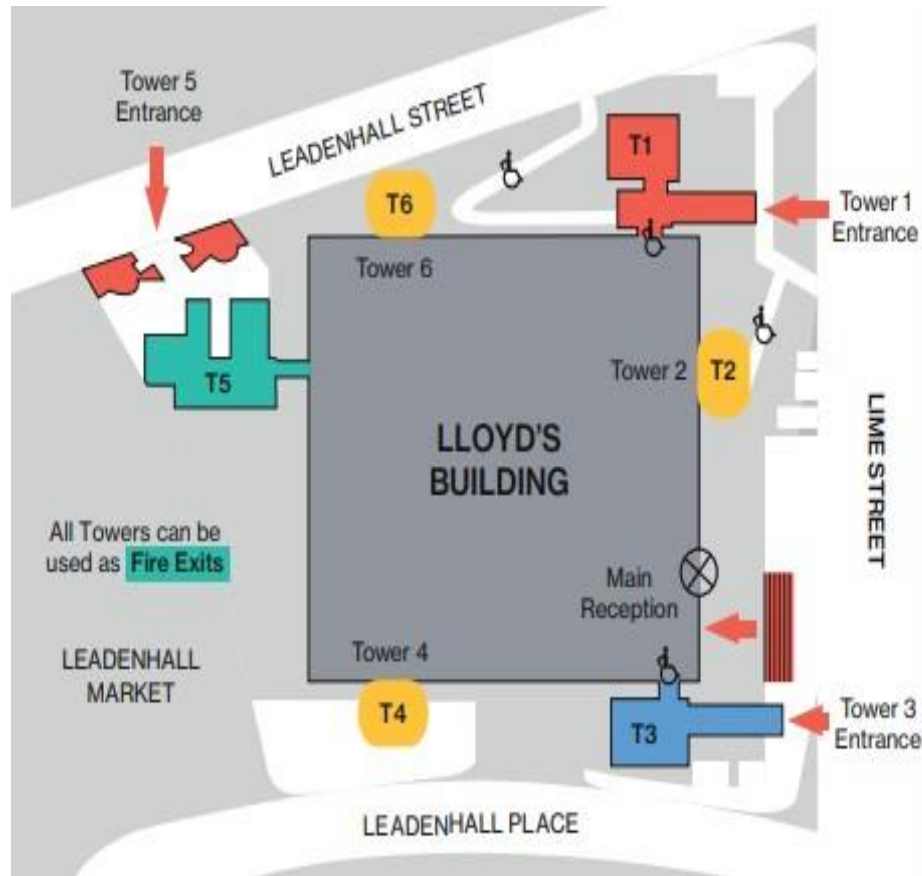 Tower 5
Entrance
LEADENHALL STREET
T1
T6
Tower 1
Entrance
Tower 6
T5
Tower 2
T2
LLOYD'S
BUILDING
LIME STREET
All Towers can be
used as Fire Exits
Main
Reception
LEADENHALL
MARKET
Tower 4
T4
T3
Tower 3
Entrance
LEADENHALL PLACE